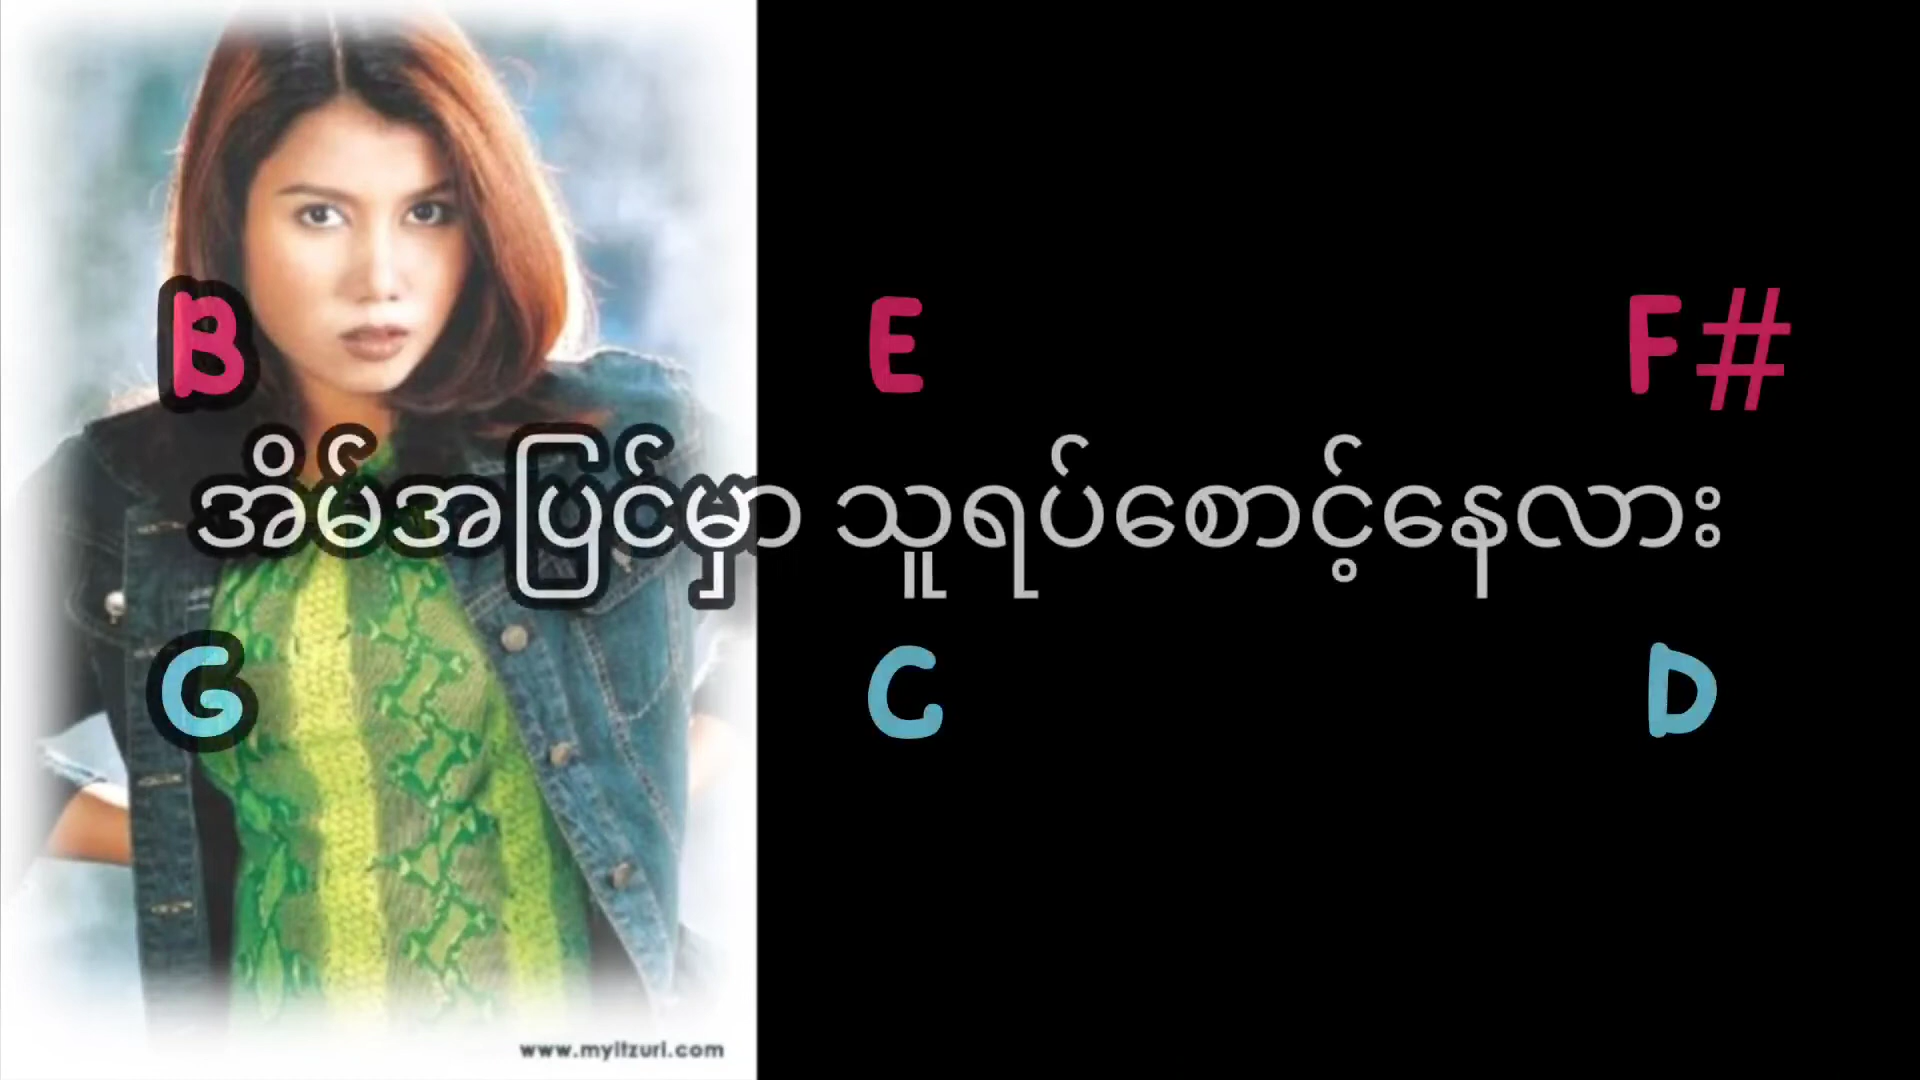 B E F#
အိမ်အပြင်မှာ သူရပ်စောင့်နေလား
G C D
www.myitzuri.com